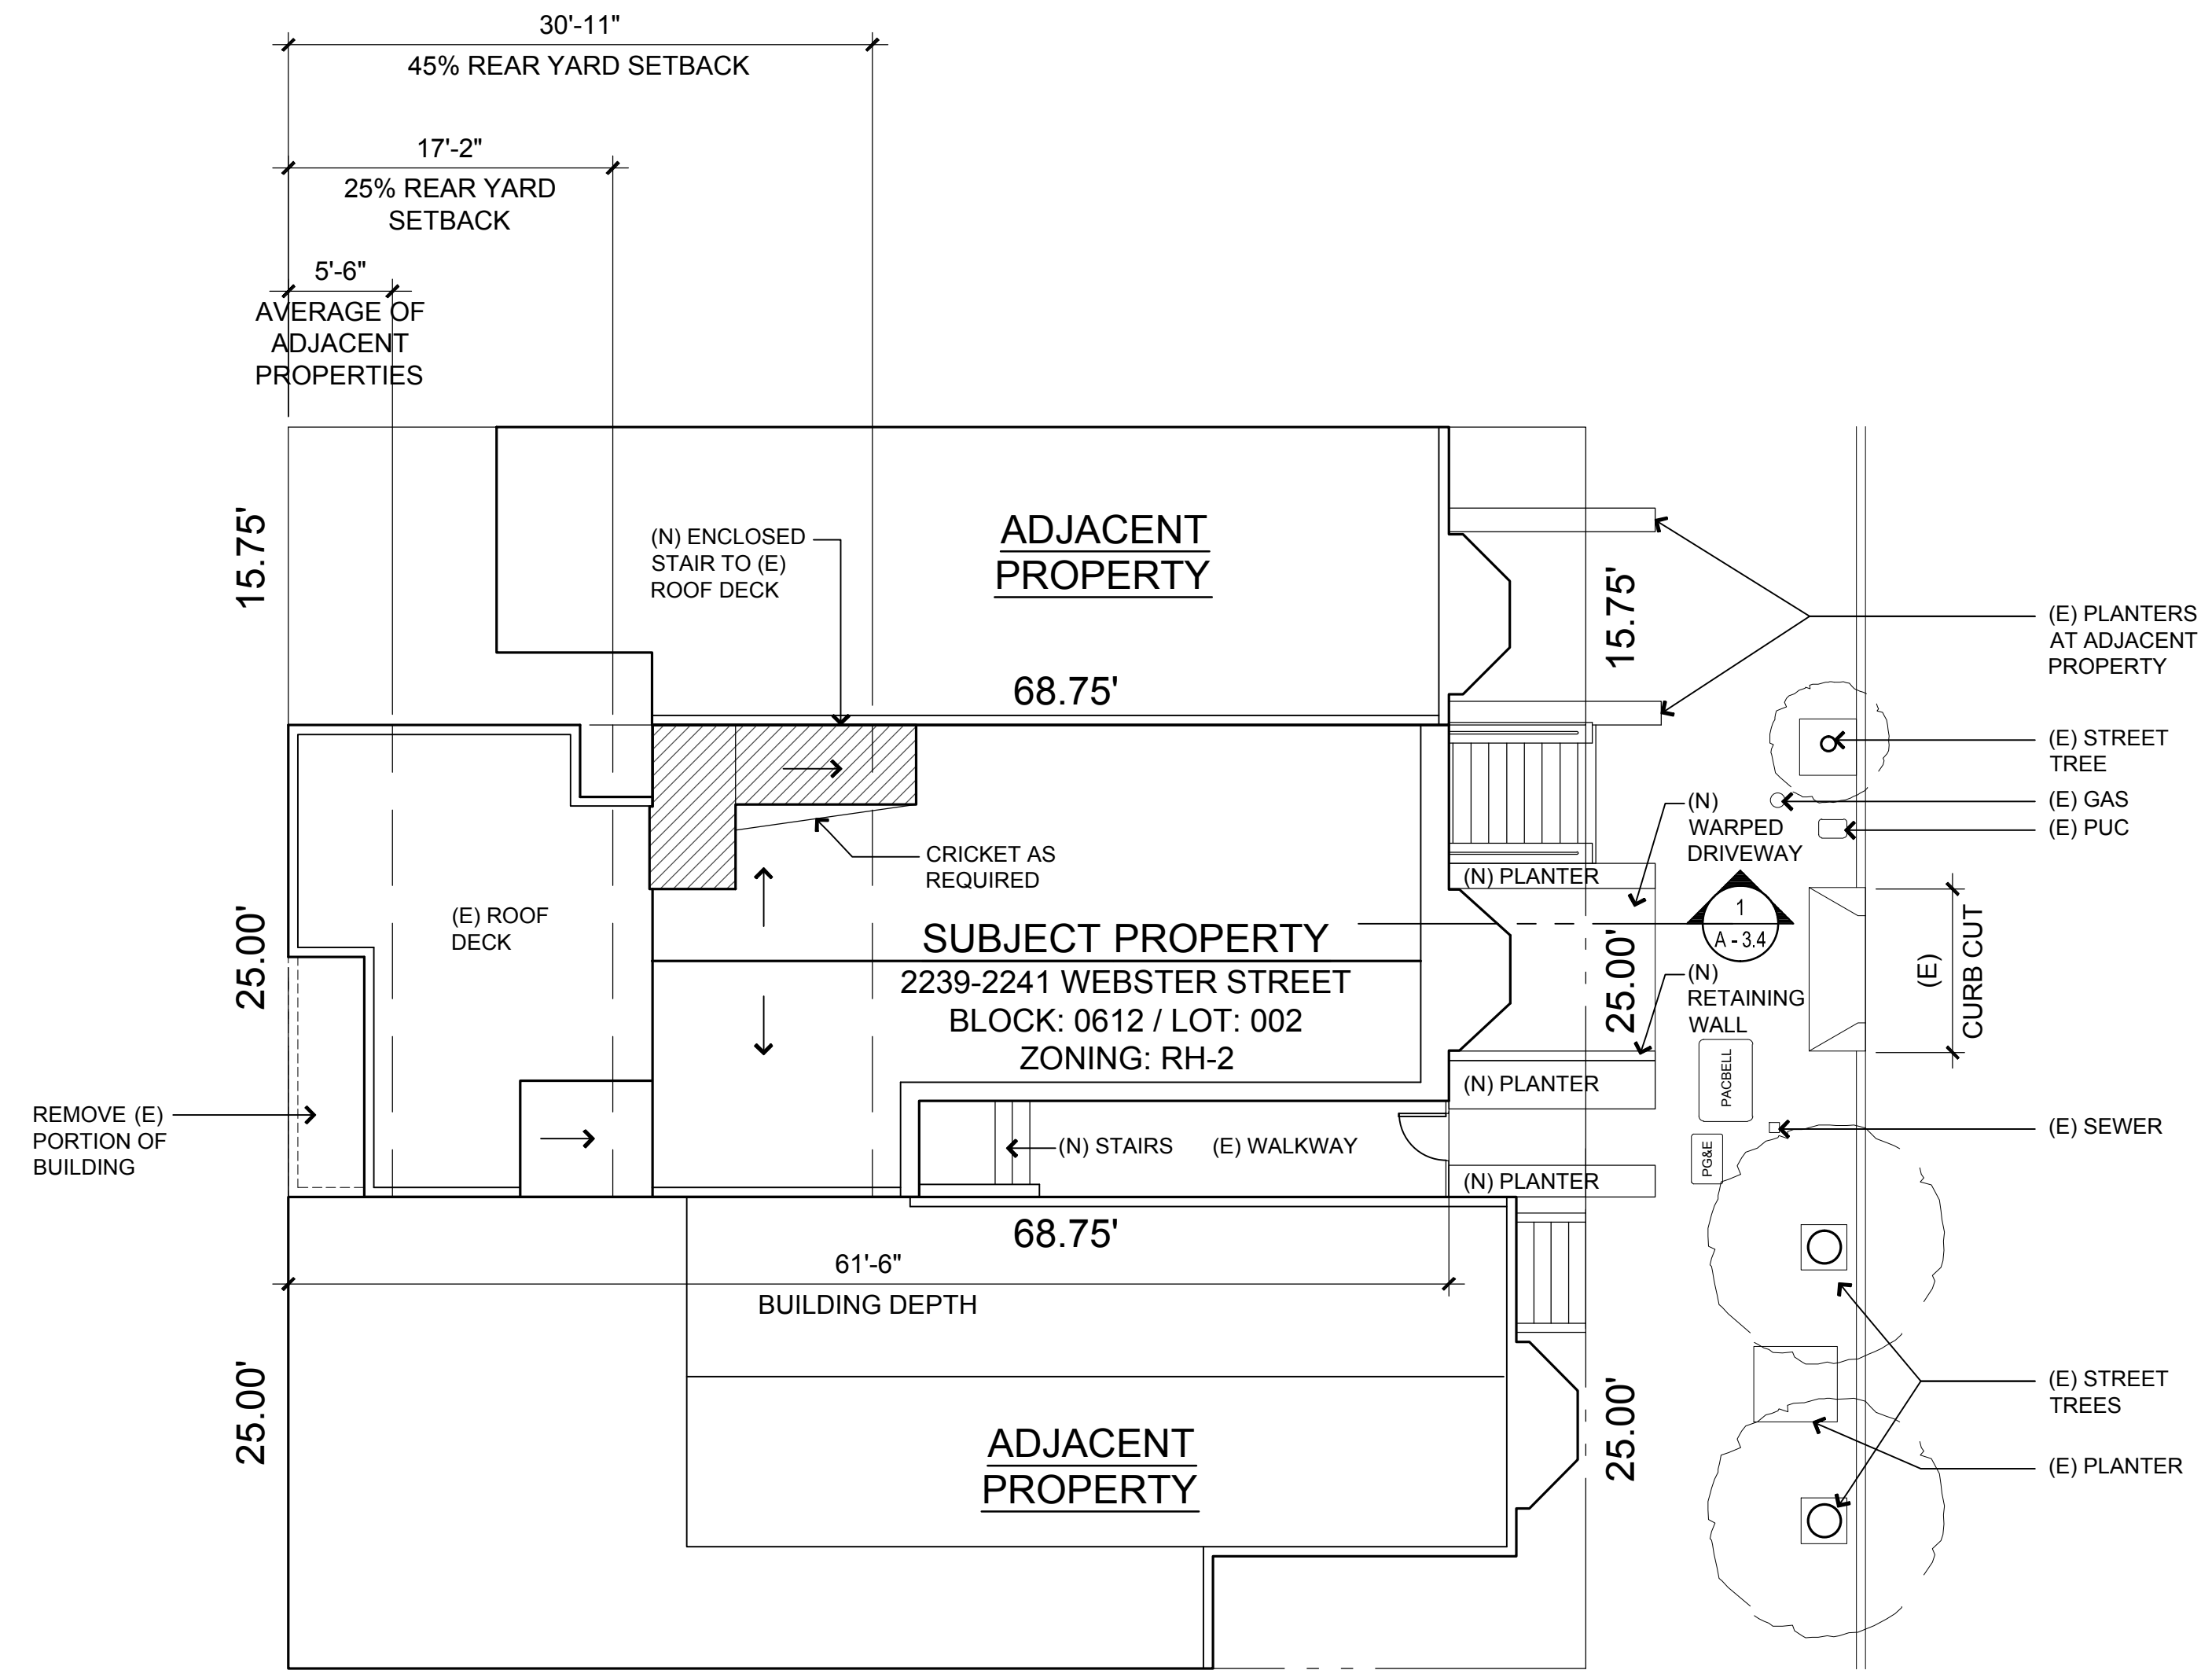 30'-11"
45% REAR YARD SETBACK
17'-2"
25% REAR YARD
SETBACK
5'-6"
AVERAGE OF
ADJACENT
PROPERTIES
15.75'
(N) ENCLOSED
STAIR TO (E)
ROOF DECK
ADJACENT
PROPERTY
68.75'
15.75'
(E) PLANTERS
AT ADJACENT
PROPERTY
(E) STREET
TREE
(E) GAS
(E) PUC
(N)
WARPED
DRIVEWAY
CRICKET AS
REQUIRED
(N) PLANTER
1
A - 3.4
25.00'
(E) ROOF
DECK
SUBJECT PROPERTY
2239-2241 WEBSTER STREET
BLOCK: 0612 / LOT: 002
ZONING: RH-2
25.00'
(N)
RETAINING
WALL
(E)
CURB CUT
PACBELL
(N) PLANTER
REMOVE (E)
PORTION OF
BUILDING
(N) STAIRS
(E) WALKWAY
(N) PLANTER
PG&E
(E) SEWER
68.75'
61'-6"
BUILDING DEPTH
25.00'
ADJACENT
PROPERTY
25.00'
(E) STREET
TREES
(E) PLANTER